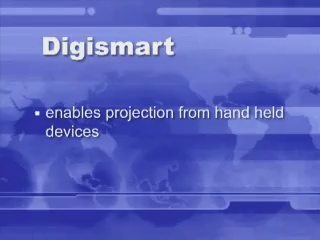 Digismart
▪ enables projection from hand held
devices